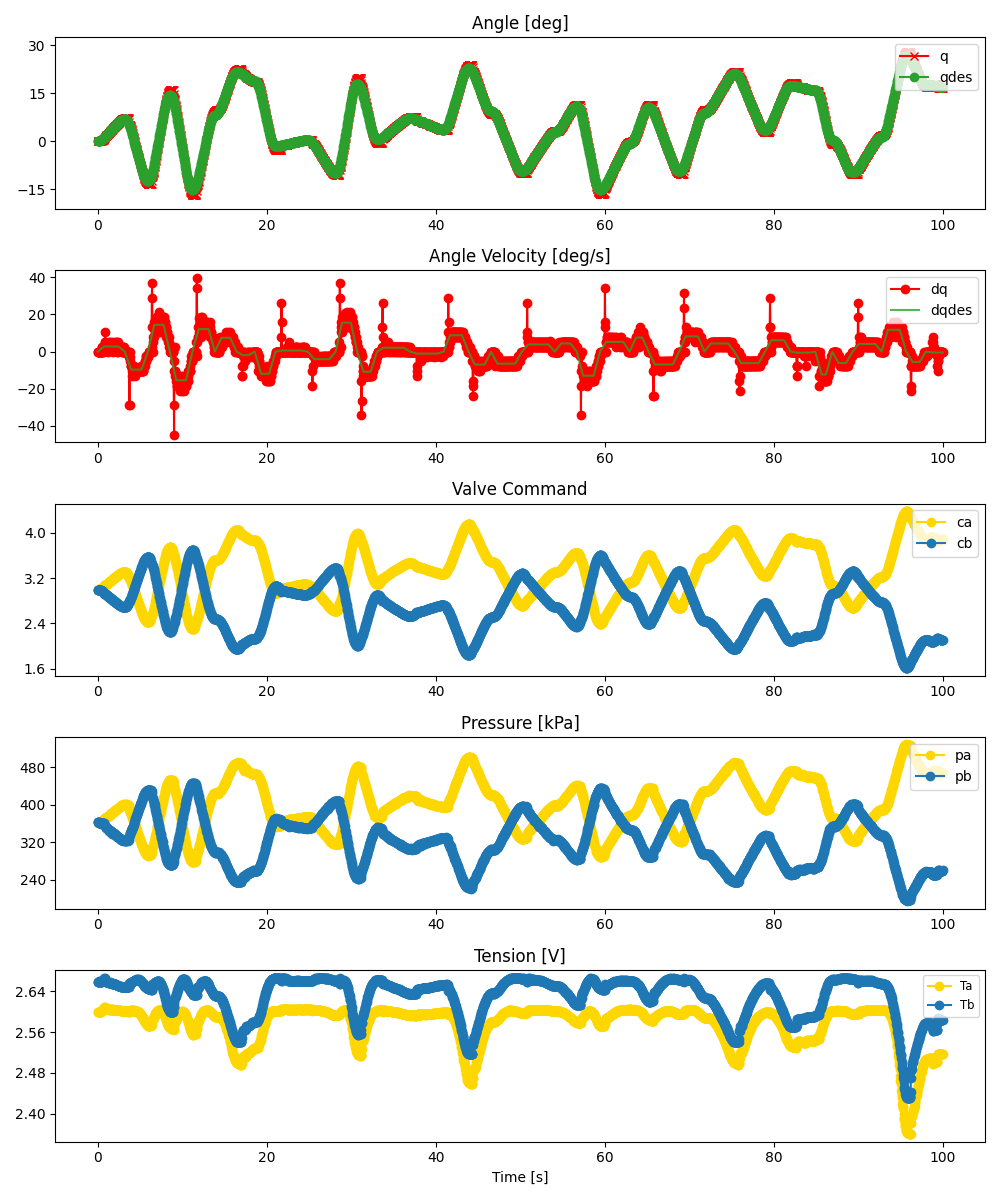 Angle [deg]
30
15
0
−15
q
qdes
0 20 40 60 80 100
Angle Velocity [deg/s]
40
20
0
−20
−40
dq
dqdes
0 20 40 60 80 100
Valve Command
4.0
3.2
2.4
1.6
ca
cb
0 20 40 60 80 100
Pressure [kPa]
480
400
320
240
pa
pb
0 20 40 60 80 100
Tension [V]
2.64
2.56
2.48
2.40
Ta
Tb
0 20 40 60 80 100
Time [s]